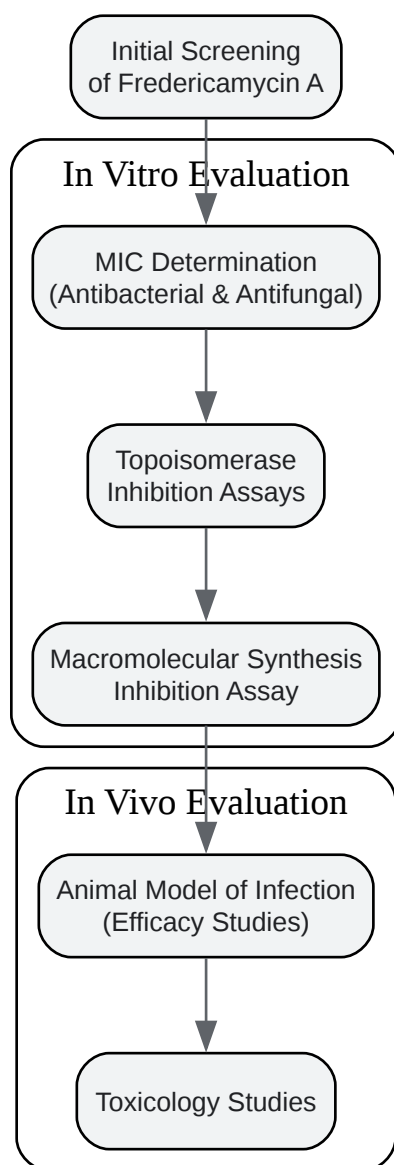 Initial Screening
of Fredericamycin A
In Vitro Evaluation
MIC Determination
(Antibacterial & Antifungal)
Topoisomerase
Inhibition Assays
Macromolecular Synthesis
Inhibition Assay
In Vivo Evaluation
Animal Model of Infection
(Efficacy Studies)
Toxicology Studies